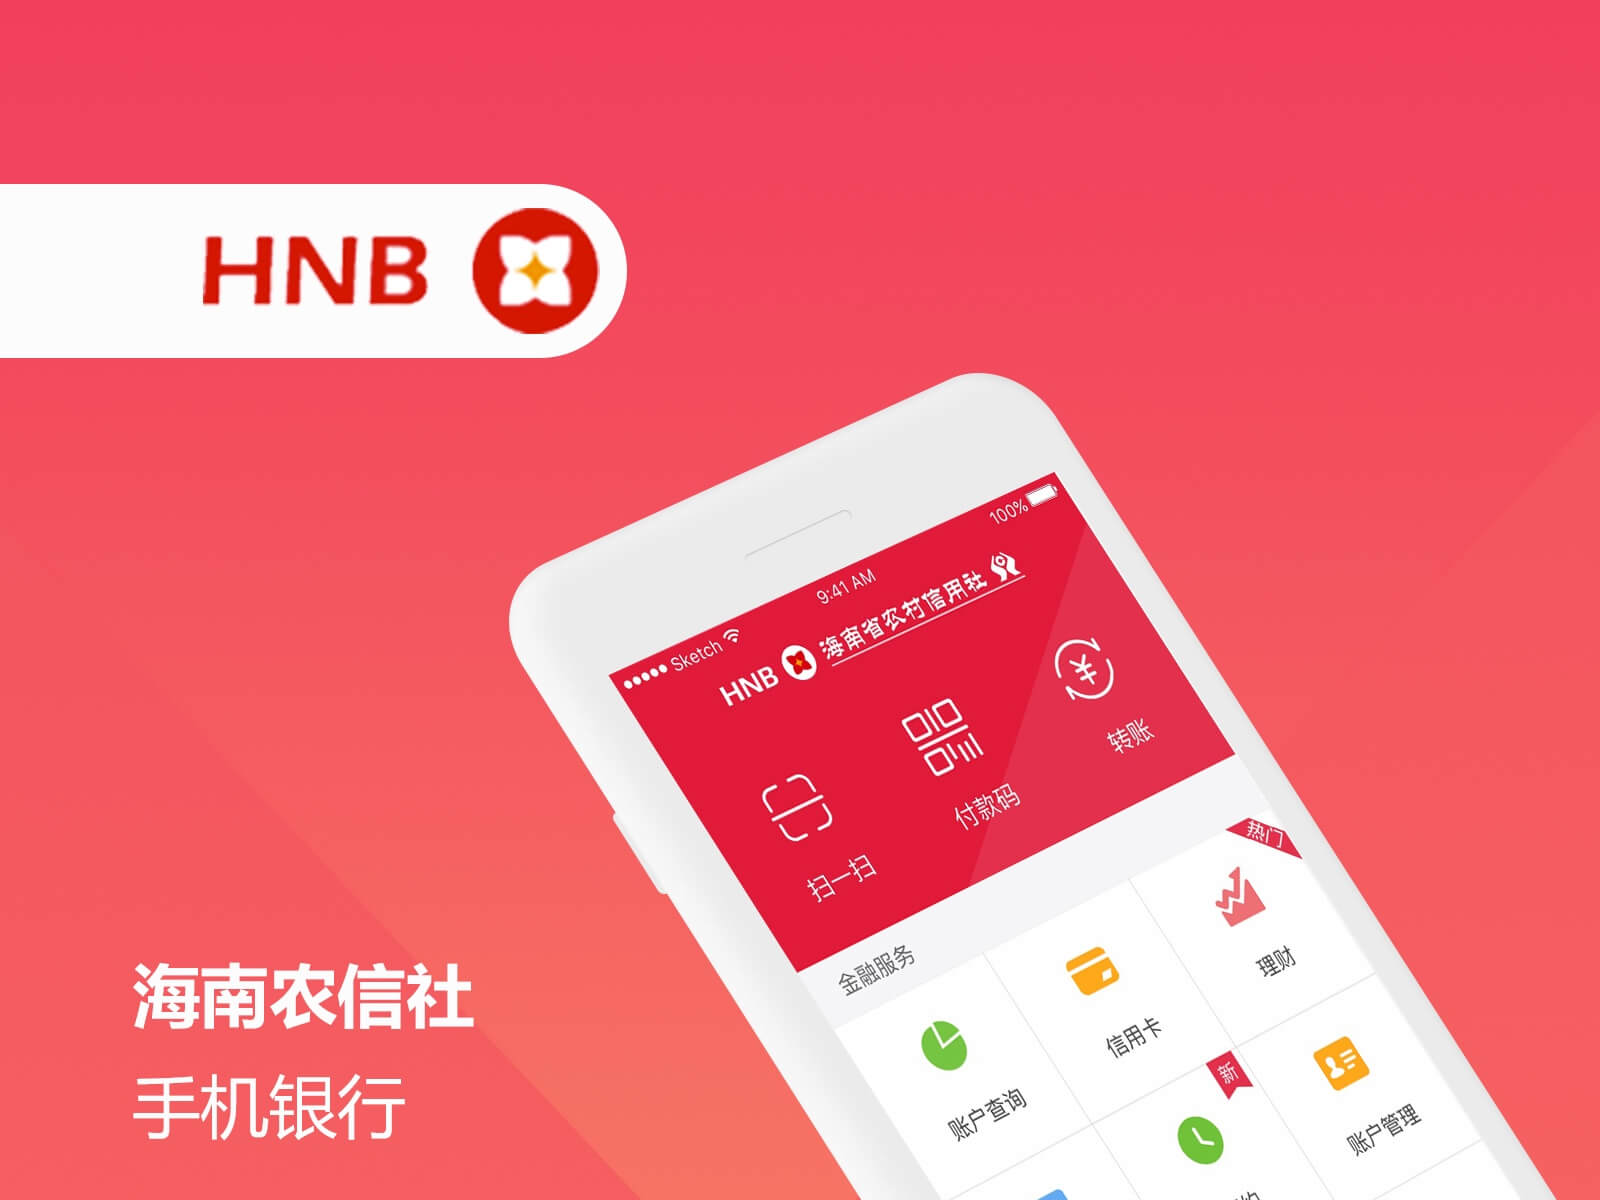 HNB
100%
9:41 AM
Sketch
HNB 海南省农村信用社
转账
付款码
扫一扫
热门
金融服务
理财
信用卡
账户查询
新
账户管理
海南农信社
手机银行